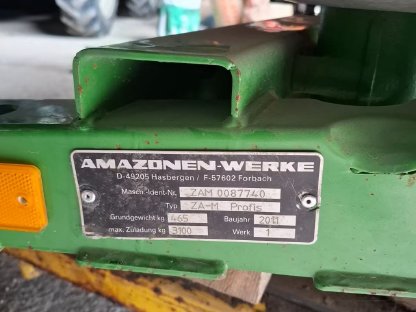 AMAZONEN-WERKE
D-49205 Hasbergen / F-57602 Forbach
Masch.-Ident-Nr. ZAM 0087740
Typ ZA-M Profis
Grundgewicht kg 465 Baujahr 2011
max. Zuladung kg 3100 Werk 1